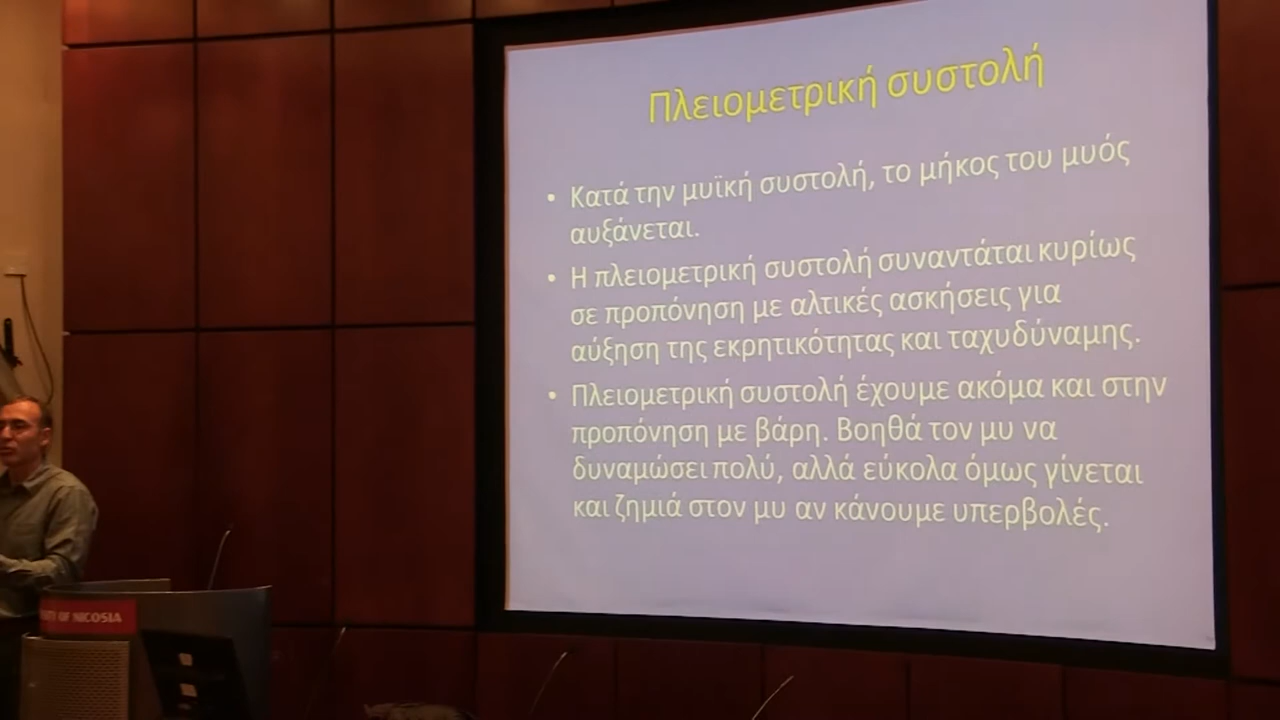 Πλειομετρική συστολή
• Κατά την μυϊκή συστολή, το μήκος του μυός
αυξάνεται.
• Η πλειομετρική συστολή συναντάται κυρίως
σε προπόνηση με αλτικές ασκήσεις για
αύξηση της εκρητικότητας και ταχυδύναμης.
• Πλειομετρική συστολή έχουμε ακόμα και στην
προπόνηση με βάρη. Βοηθά τον μυ να
δυναμώσει πολύ, αλλά εύκολα όμως γίνεται
και ζημιά στον μυ αν κάνουμε υπερβολές.
OF NICOSIA